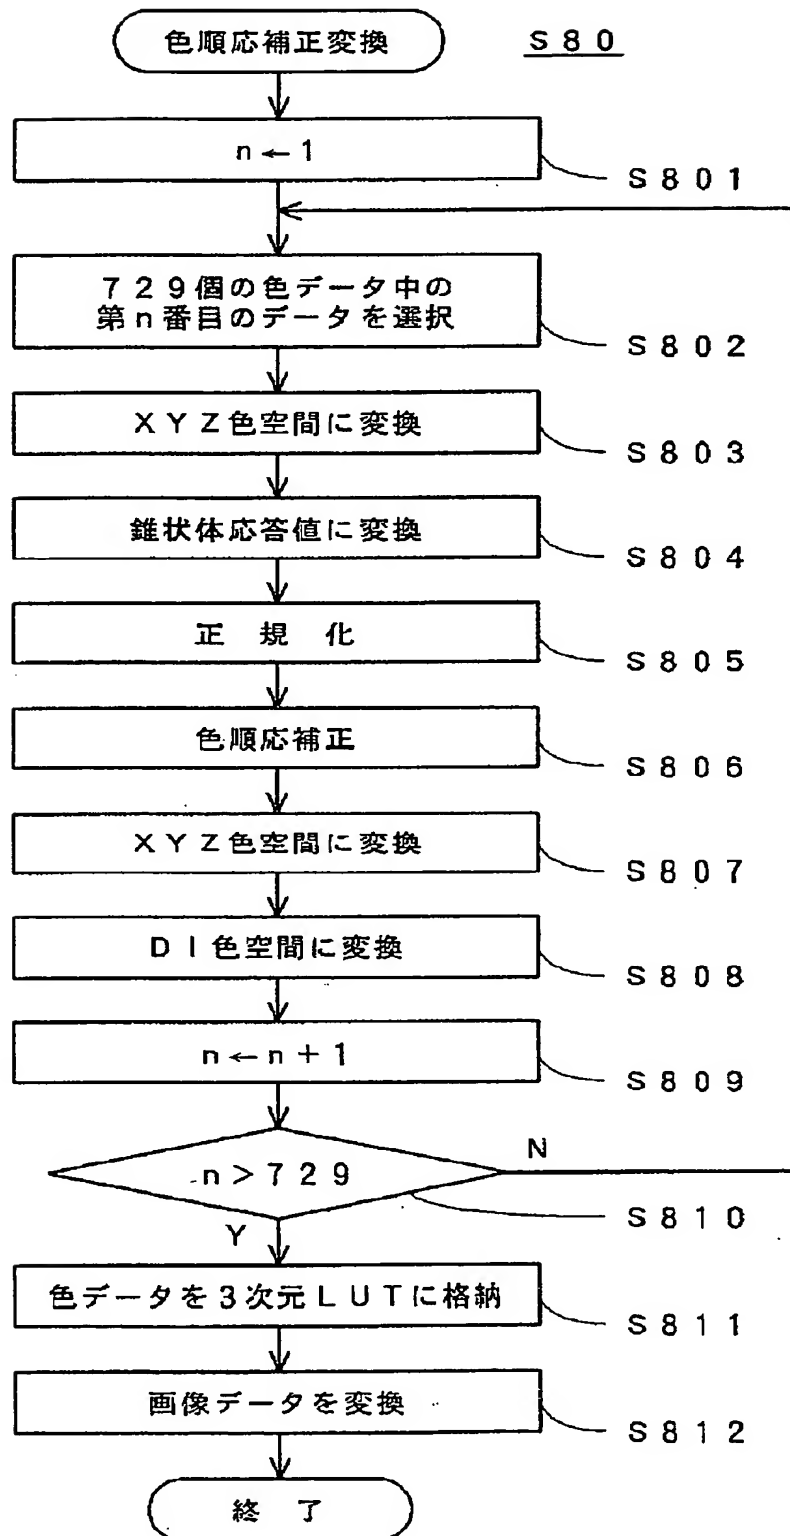 色順応補正変換
S80
n←1
S801
729個の色データ中の
第n番目のデータを選択
S802
XYZ色空間に変換
S803
錐状体応答値に変換
S804
正規化
S805
色順応補正
S806
XYZ色空間に変換
S807
DI色空間に変換
S808
n←n+1
S809
n>729
N
S810
Y
色データを3次元LUTに格納
S811
画像データを変換
S812
終了